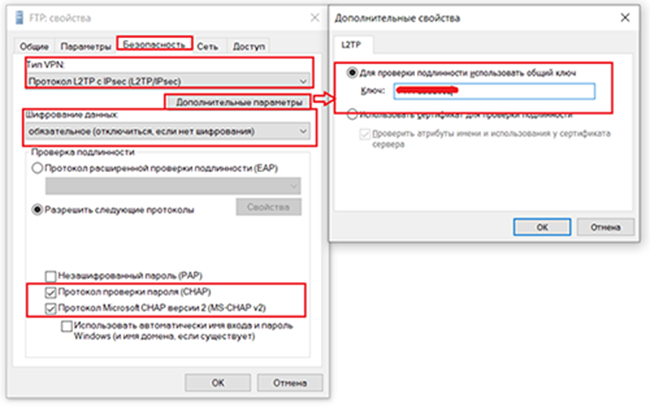 FTP: свойства
Общие Параметры Безопасность Сеть Доступ
Тип VPN:
Протокол L2TP с IPsec (L2TP/IPsec)
Дополнительные параметры
Шифрование данных:
обязательное (отключиться, если нет шифрования)
Проверка подлинности
Протокол расширенной проверки подлинности (EAP)
Разрешить следующие протоколы
Свойства
Незашифрованный пароль (PAP)
Протокол проверки пароля (CHAP)
Протокол Microsoft CHAP версии 2 (MS-CHAP v2)
Использовать автоматически имя входа и пароль
Windows (и имя домена, если существует)
ОК Отмена
Дополнительные свойства
L2TP
Для проверки подлинности использовать общий ключ
Ключ:
Использовать сертификат для проверки подлинности
Проверить атрибуты имени и использования у сертификата
сервера
ОК Отмена